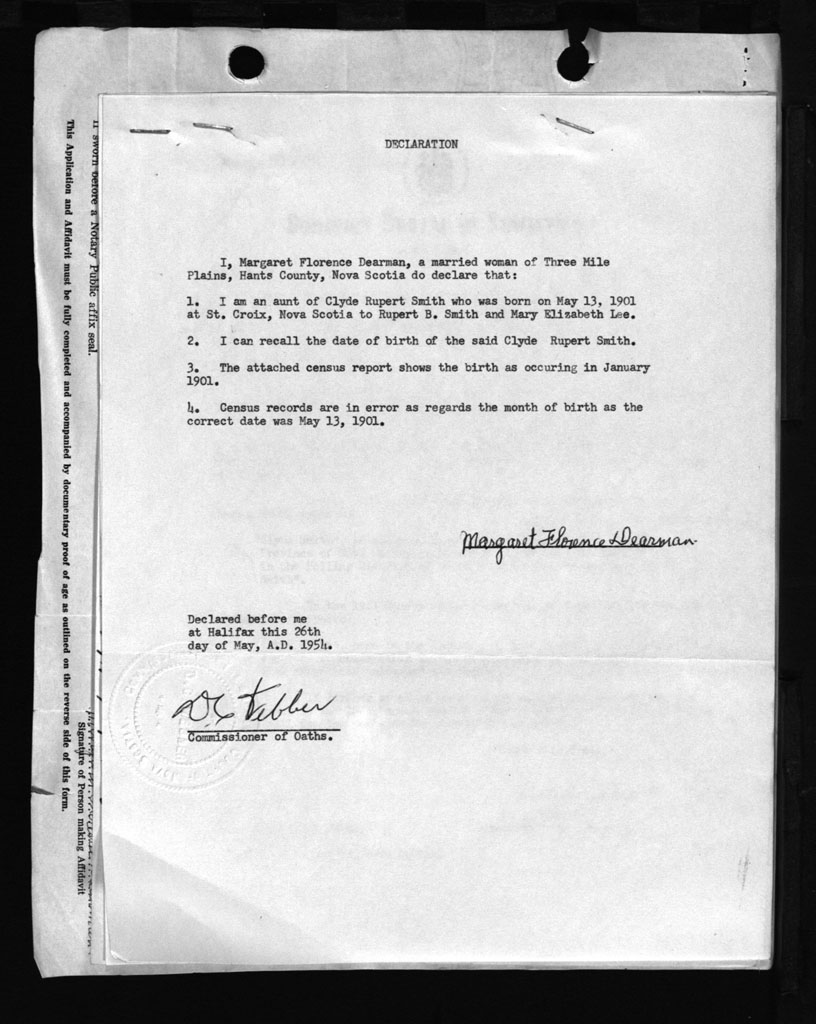 DECLARATION
I, Margaret Florence Dearman, a married woman of Three Mile
Plains, Hants County, Nova Scotia do declare that:
1. I am an aunt of Clyde Rupert Smith who was born on May 13, 1901
at St. Croix, Nova Scotia to Rupert B. Smith and Mary Elizabeth Lee.
2. I can recall the date of birth of the said Clyde Rupert Smith.
3. The attached census report shows the birth as occuring in January
1901.
4. Census records are in error as regards the month of birth as the
correct date was May 13, 1901.
Margaret Florence Dearman
Declared before me
at Halifax this 26th
day of May, A.D. 1954.
Commissioner of Oaths.
If sworn before a Notary Public affix seal.
This Application and Affidavit must be fully completed and accompanied by documentary proof of age as outlined on the reverse side of this form.
Signature of Person making Affidavit